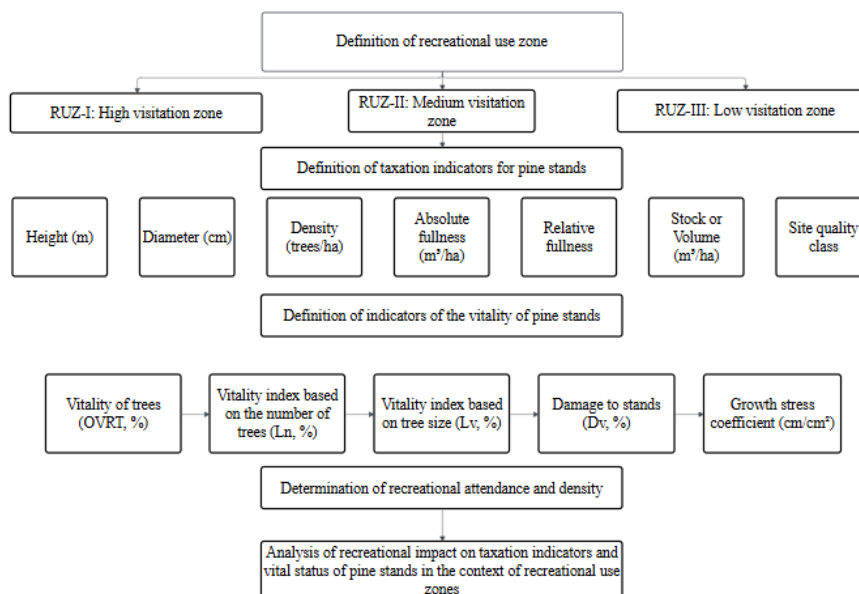 Definition of recreational use zone
RUZ-I: High visitation zone
RUZ-II: Medium visitation
zone
RUZ-III: Low visitation zone
Definition of taxation indicators for pine stands
Height (m)
Diameter (cm)
Density
(trees/ha)
Absolute
fullness
(m²/ha)
Relative
fullness
Stock or
Volume
(m³/ha)
Site quality
class
Definition of indicators of the vitality of pine stands
Vitality of trees
(OVRT, %)
Vitality index based
on the number of
trees (Ln, %)
Vitality index based
on tree size (Lv, %)
Damage to stands
(Dv, %)
Growth stress
coefficient (cm/cm²)
Determination of recreational attendance and density
Analysis of recreational impact on taxation indicators and
vital status of pine stands in the context of recreational use
zones